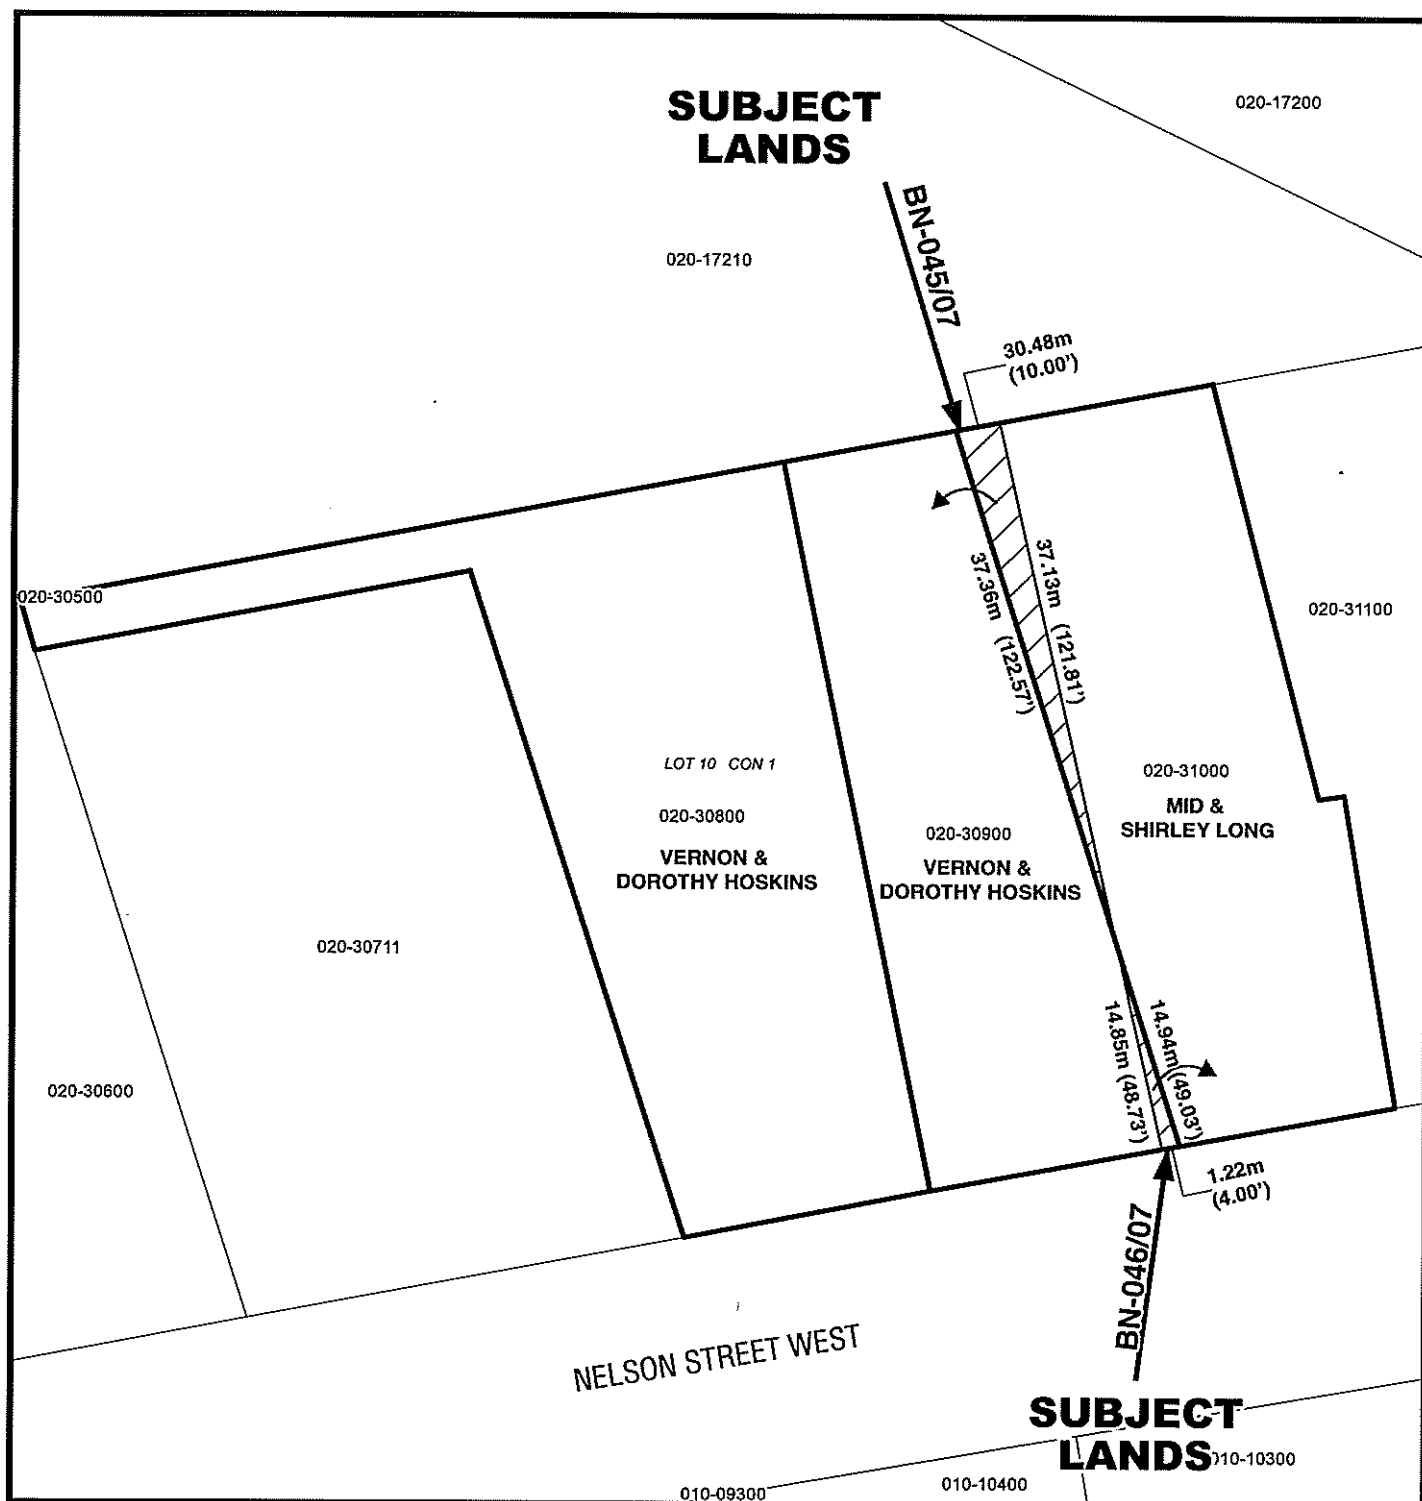 SUBJECT
LANDS
020-17200
020-17210
BN-045/07
30.48m
(10.00')
020-30500
37.36m (122.57')
37.13m (121.81')
020-31100
LOT 10 CON 1
020-30800
VERNON &
DOROTHY HOSKINS
020-30900
VERNON &
DOROTHY HOSKINS
020-31000
MID &
SHIRLEY LONG
020-30711
020-30600
14.85m (48.73')
14.94m (49.03')
1.22m
(4.00')
BN-046/07
NELSON STREET WEST
SUBJECT
LANDS
010-10300
010-10400
010-09300